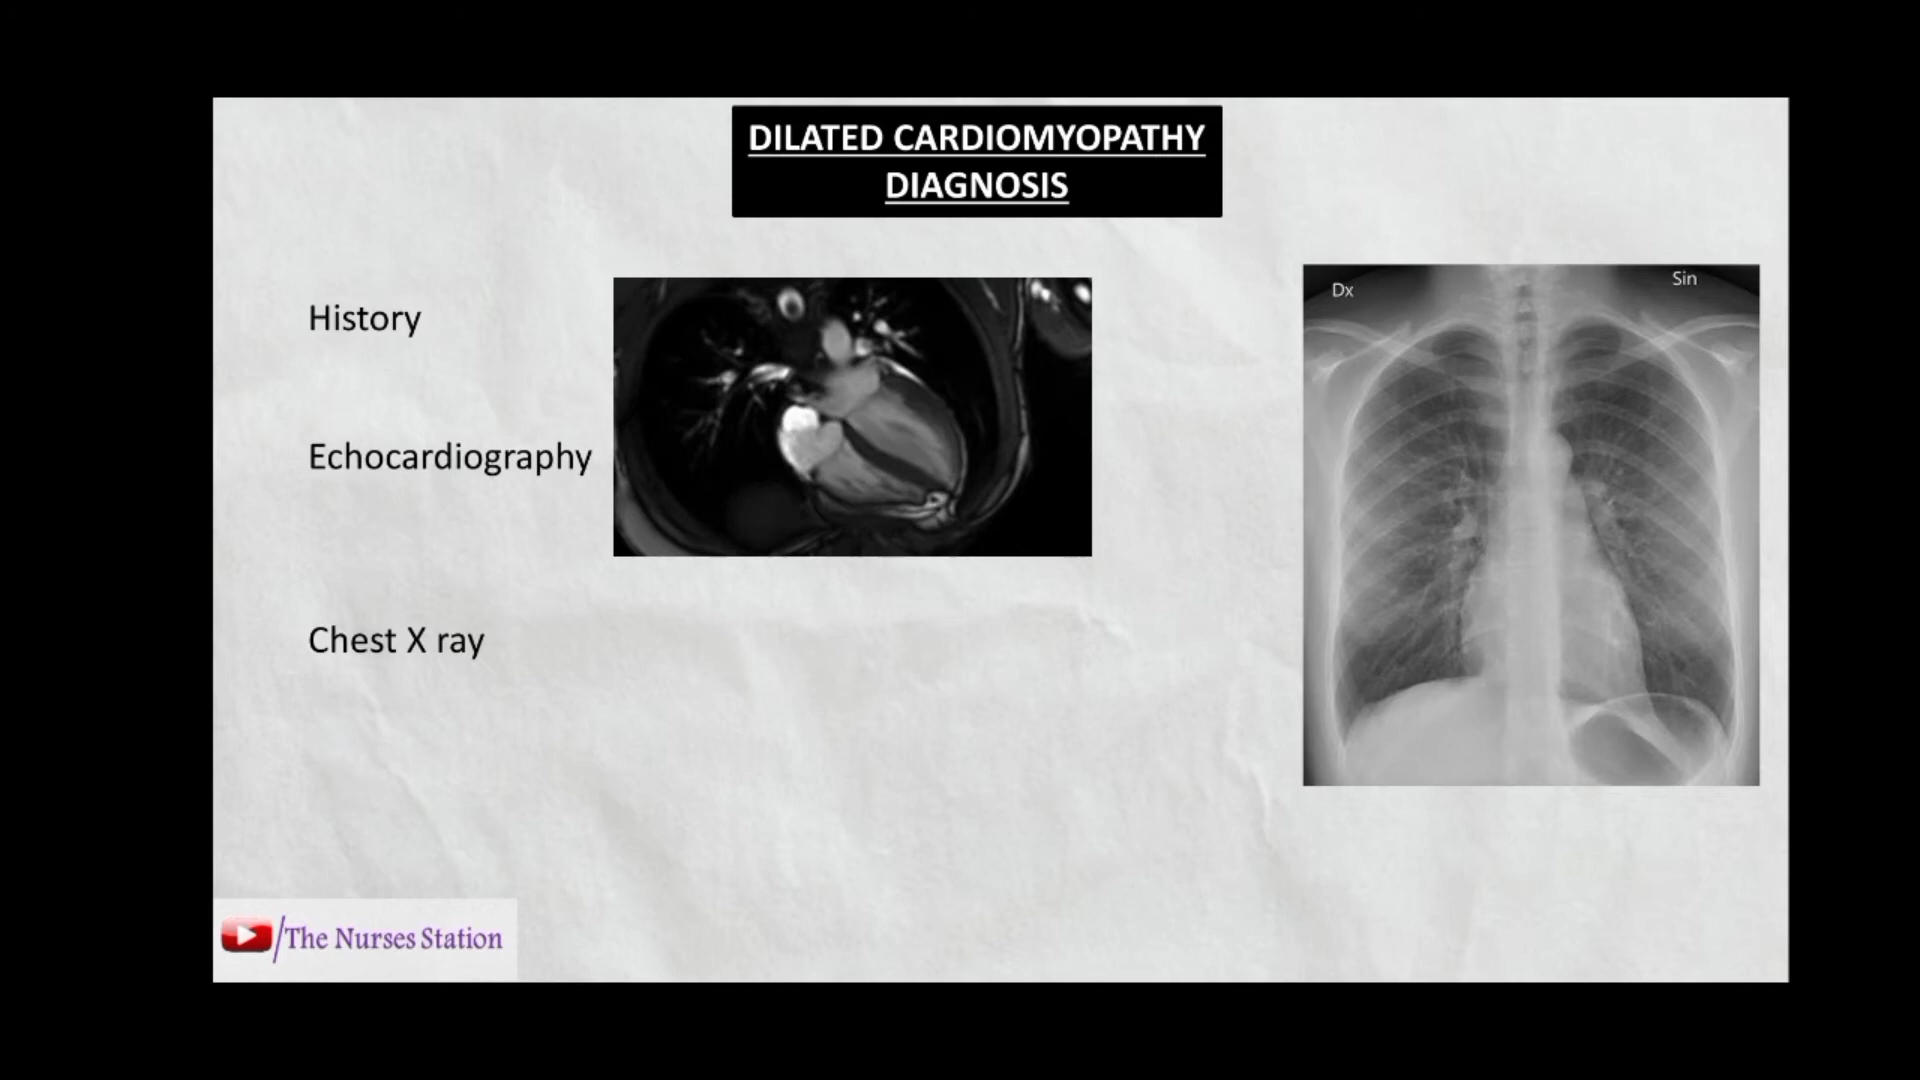 DILATED CARDIOMYOPATHY
DIAGNOSIS
History
Echocardiography
Chest X ray
Dx
Sin
/The Nurses Station